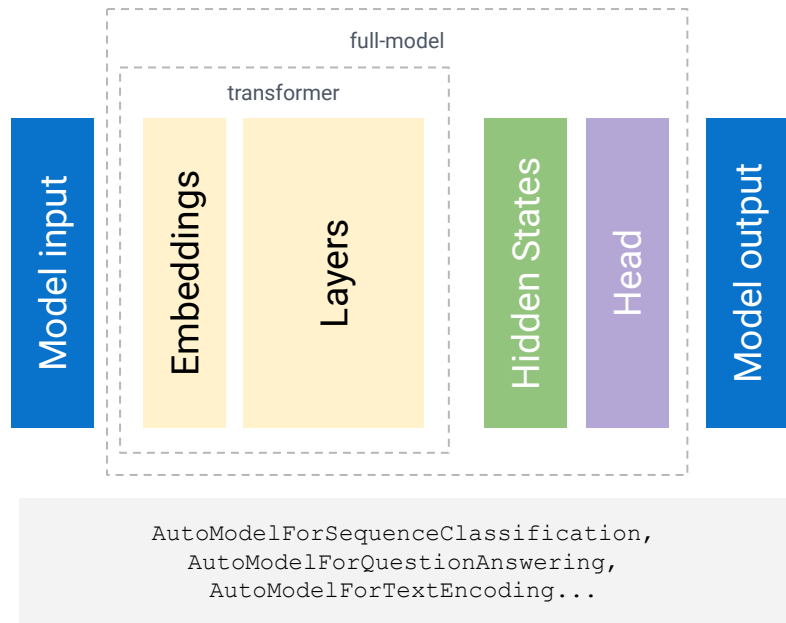 full-model
transformer
Model input
Embeddings
Layers
Hidden States
Head
Model output
AutoModelForSequenceClassification,
AutoModelForQuestionAnswering,
AutoModelForTextEncoding...